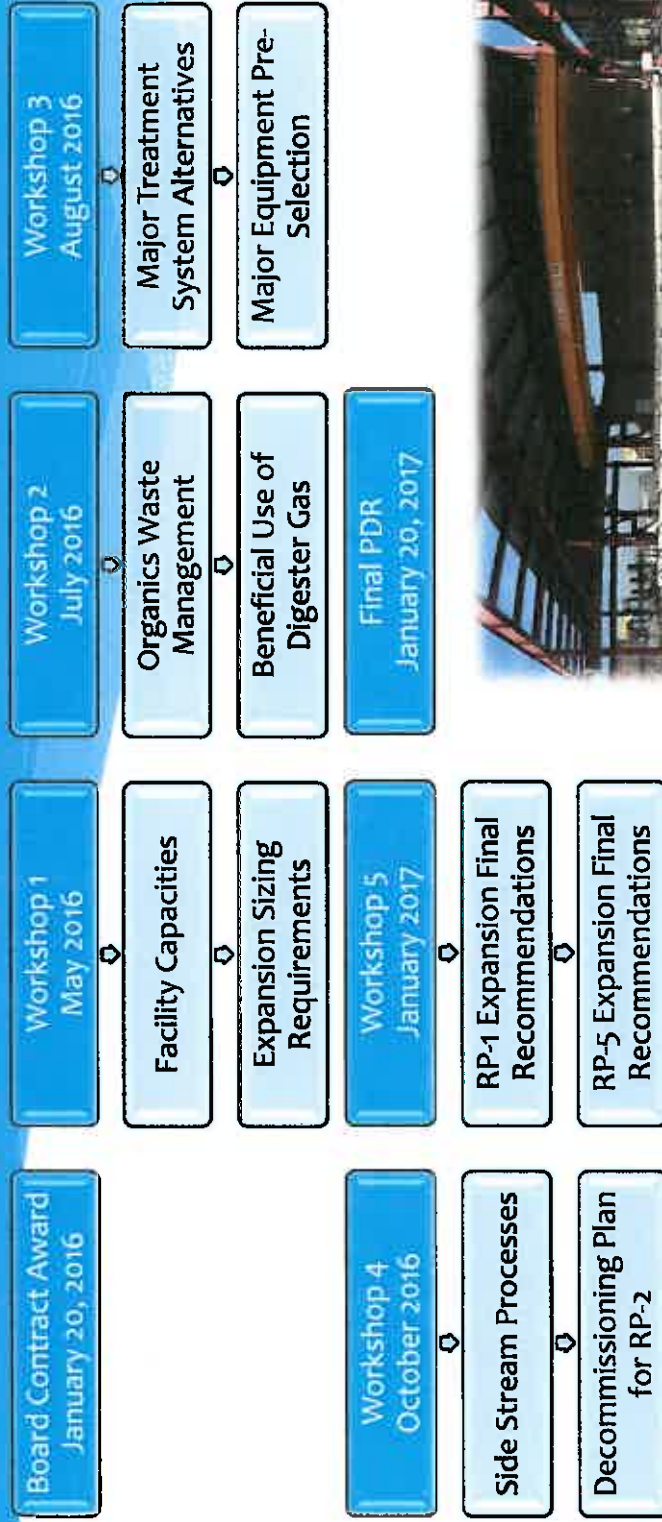 Board Contract Award
January 20, 2016
Workshop 1
May 2016
Facility Capacities
Expansion Sizing
Requirements
Workshop 2
July 2016
Organics Waste
Management
Beneficial Use of
Digester Gas
Workshop 3
August 2016
Major Treatment
System Alternatives
Major Equipment Pre-
Selection
Workshop 4
October 2016
Side Stream Processes
Decommissioning Plan
for RP-2
Workshop 5
January 2017
RP-1 Expansion Final
Recommendations
RP-5 Expansion Final
Recommendations
Final PDR
January 20, 2017